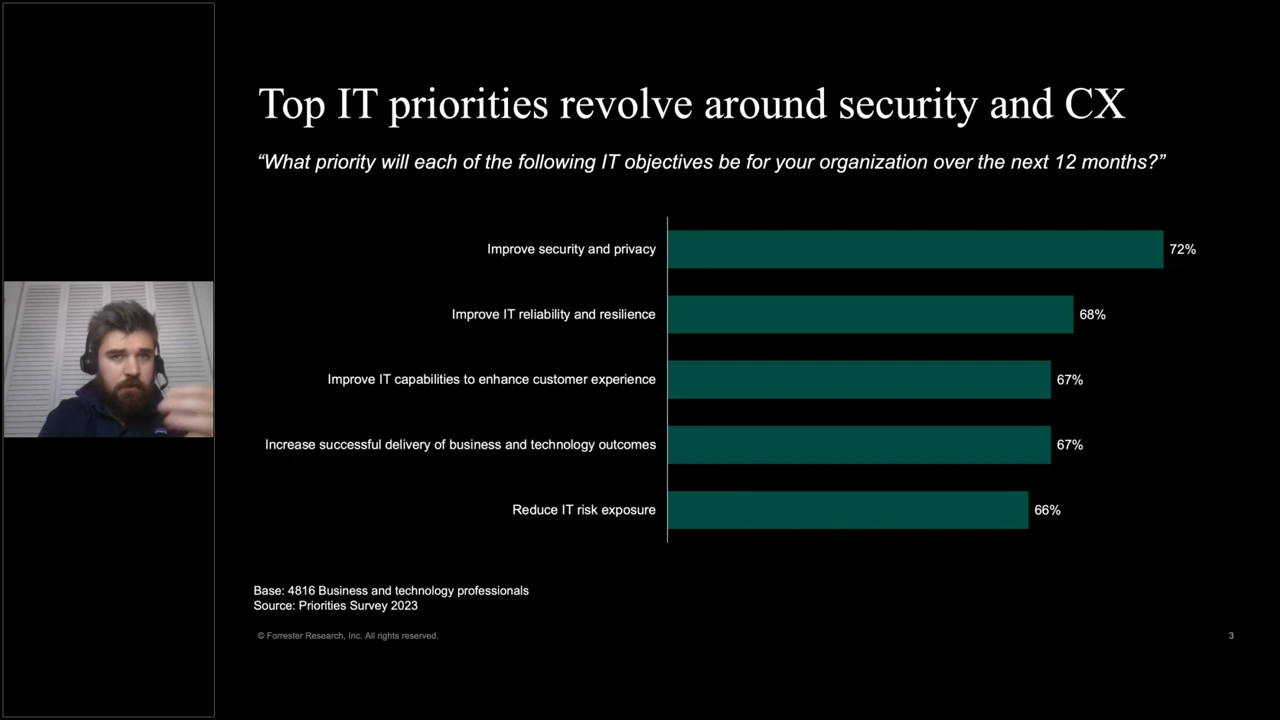 Top IT priorities revolve around security and CX
“What priority will each of the following IT objectives be for your organization over the next 12 months?”
Improve security and privacy 72%
Improve IT reliability and resilience 68%
Improve IT capabilities to enhance customer experience 67%
Increase successful delivery of business and technology outcomes 67%
Reduce IT risk exposure 66%
Base: 4816 Business and technology professionals
Source: Priorities Survey 2023
© Forrester Research, Inc. All rights reserved. 3